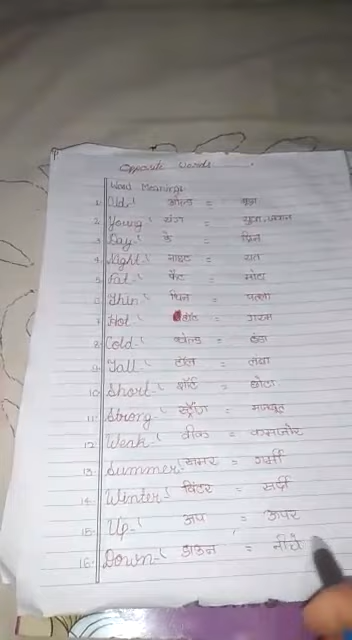 Opposite Words
Word Meanings
1. Old ओल्ड =
2. Young यंग = युवा, जवान
3. Day डे = दिन
4. Night नाइट = रात
5. Fat फैट = मोटा
6. Thin थिन = पतला
7. Hot हॉट = गरम
8. Cold कोल्ड = ठंडा
9. Tall टॉल = लंबा
10. Short शॉर्ट = छोटा
11. Strong स्ट्रॉंग = मजबूत
12. Weak वीक = कमजोर
13. Summer समर = गर्मी
14. Winter विंटर = सर्दी
15. Up अप = ऊपर
16. Down डाउन = नीचे